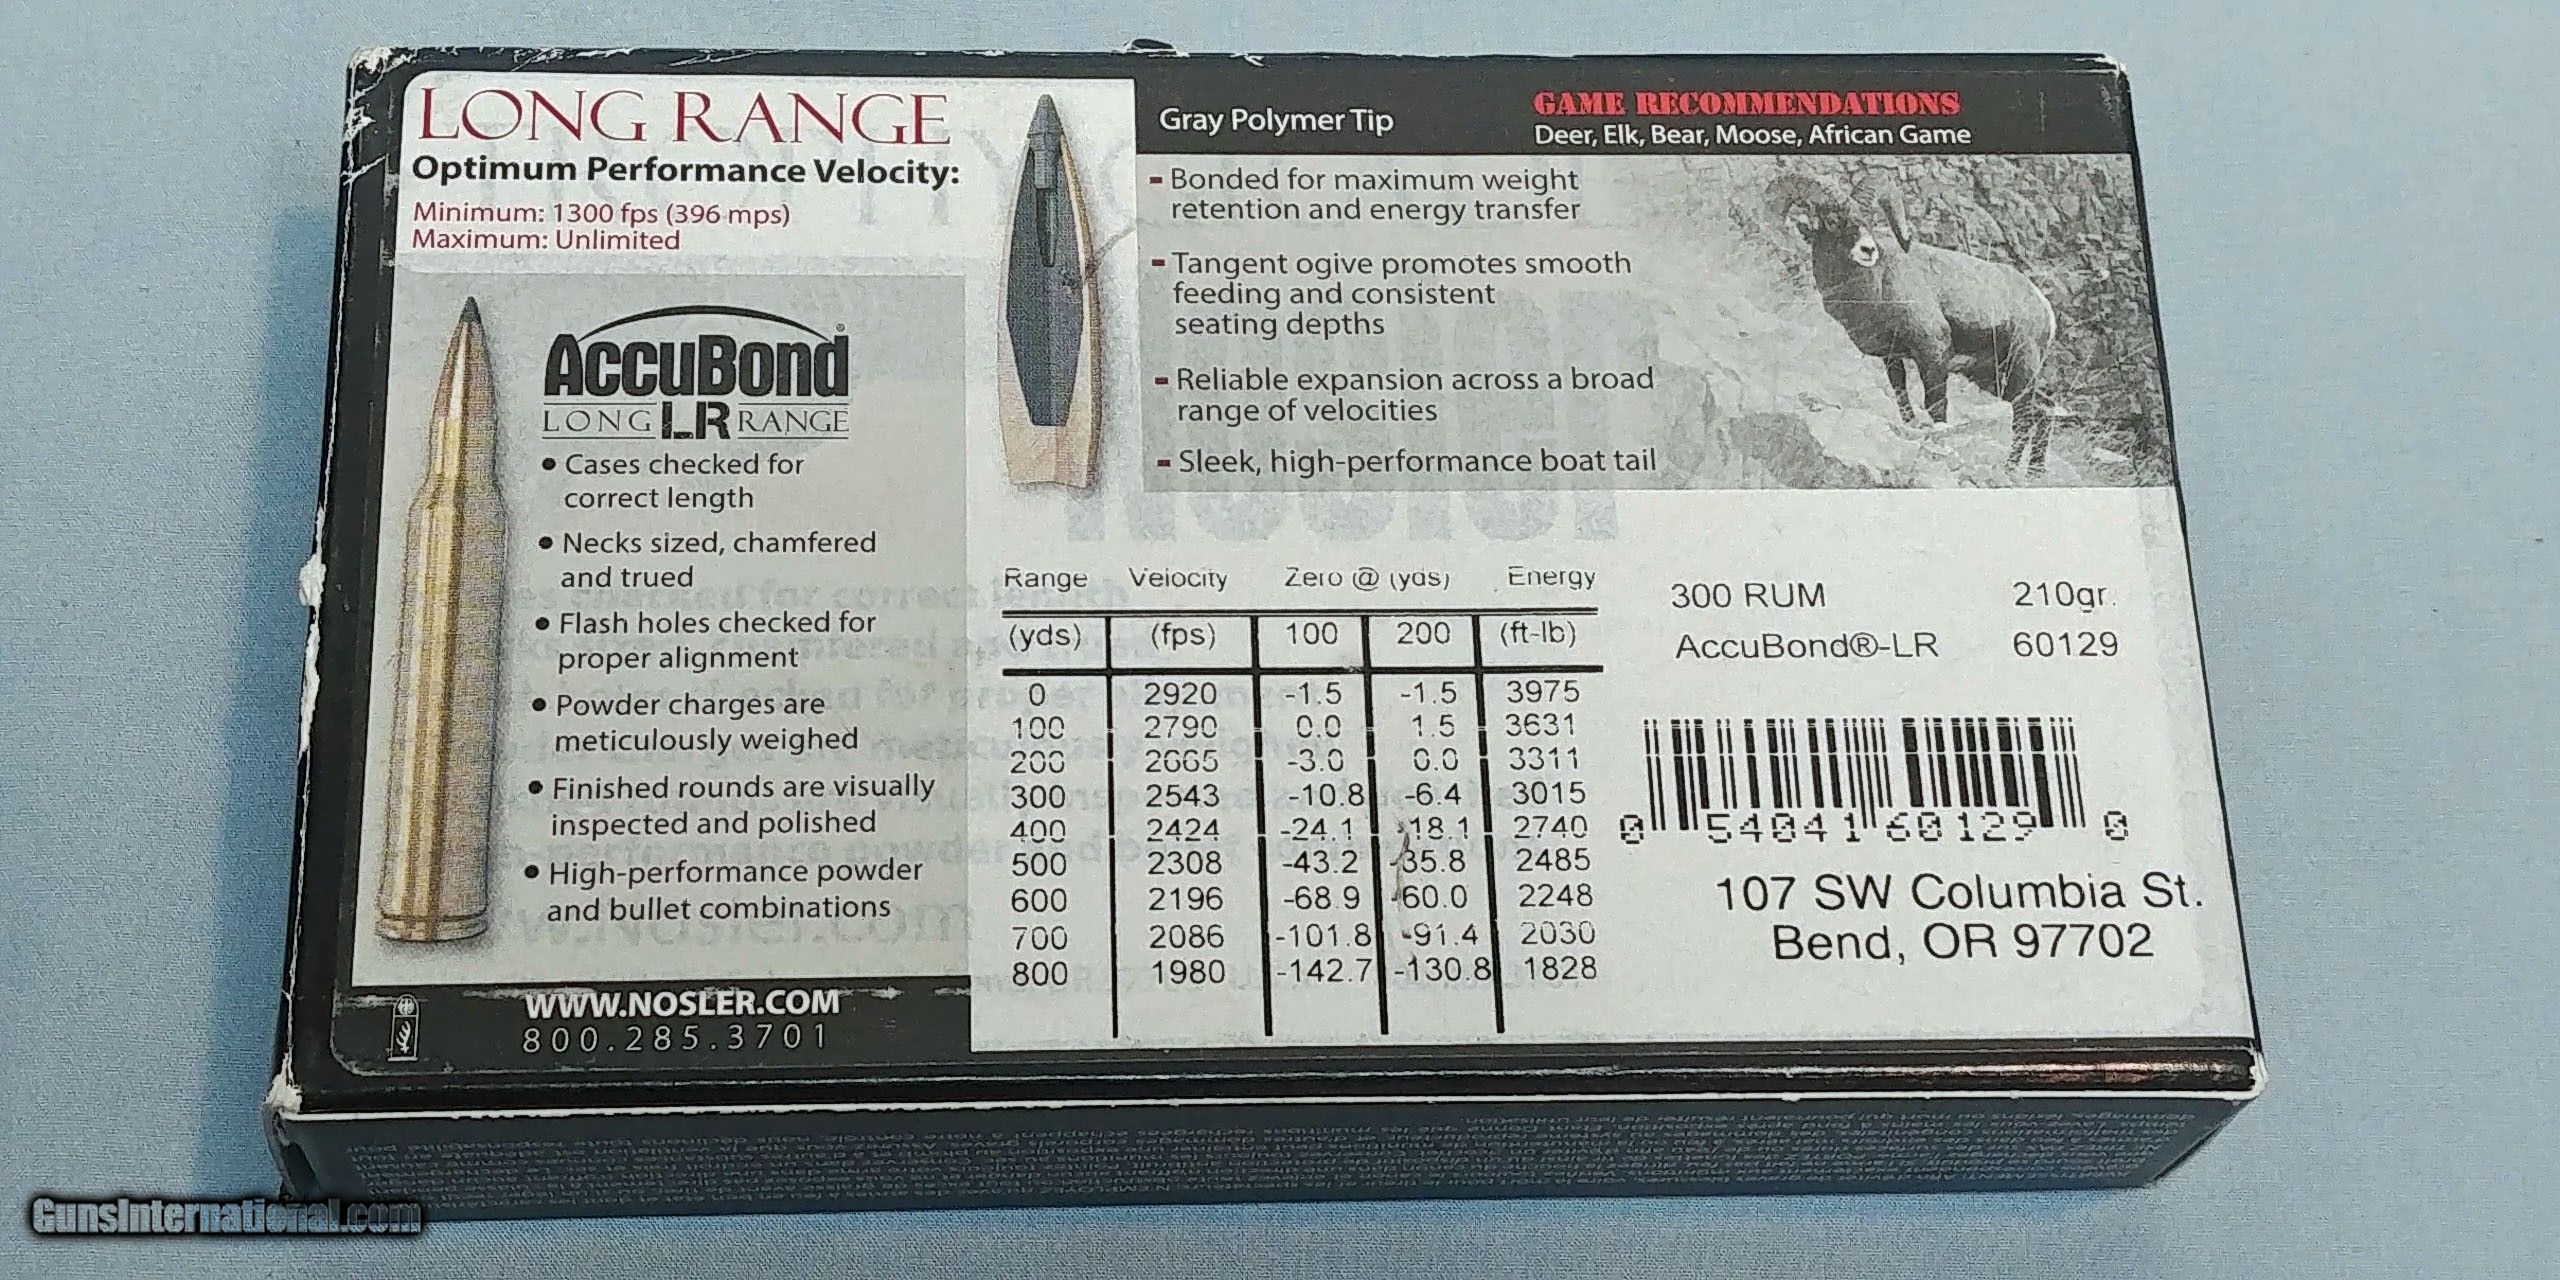 LONG RANGE
Optimum Performance Velocity:
Minimum: 1300 fps (396 mps)
Maximum: Unlimited
AccuBond®
LONG LR RANGE
• Cases checked for
correct length
• Necks sized, chamfered
and trued
• Flash holes checked for
proper alignment
• Powder charges are
meticulously weighed
• Finished rounds are visually
inspected and polished
• High-performance powder
and bullet combinations
WWW.NOSLER.COM
800.285.3701
Gray Polymer Tip
GAME RECOMMENDATIONS
Deer, Elk, Bear, Moose, African Game
- Bonded for maximum weight
retention and energy transfer
- Tangent ogive promotes smooth
feeding and consistent
seating depths
- Reliable expansion across a broad
range of velocities
- Sleek, high-performance boat tail
Range Velocity Zero @ (yds) Energy
(yds) (fps) 100 200 (ft-lb)
0 2920 -1.5 -1.5 3975
100 2790 0.0 1.5 3631
200 2665 -3.0 0.0 3311
300 2543 -10.8 -6.4 3015
400 2424 -24.1 -18.1 2740
500 2308 -43.2 -35.8 2485
600 2196 -68.9 -60.0 2248
700 2086 -101.8 -91.4 2030
800 1980 -142.7 -130.8 1828
300 RUM 210gr.
AccuBond®-LR 60129
0 54041 60129 0
107 SW Columbia St.
Bend, OR 97702
GunsInternational.com